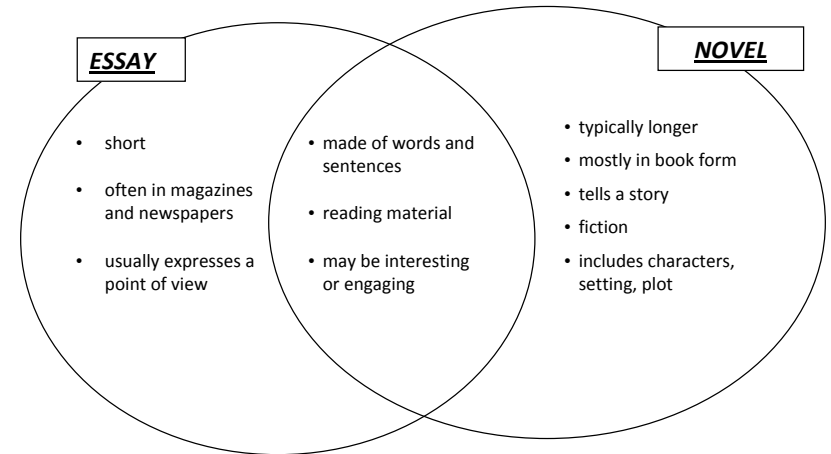 ESSAY
• short
• often in magazines
and newspapers
• usually expresses a
point of view
• made of words and
sentences
• reading material
• may be interesting
or engaging
NOVEL
• typically longer
• mostly in book form
• tells a story
• fiction
• includes characters,
setting, plot